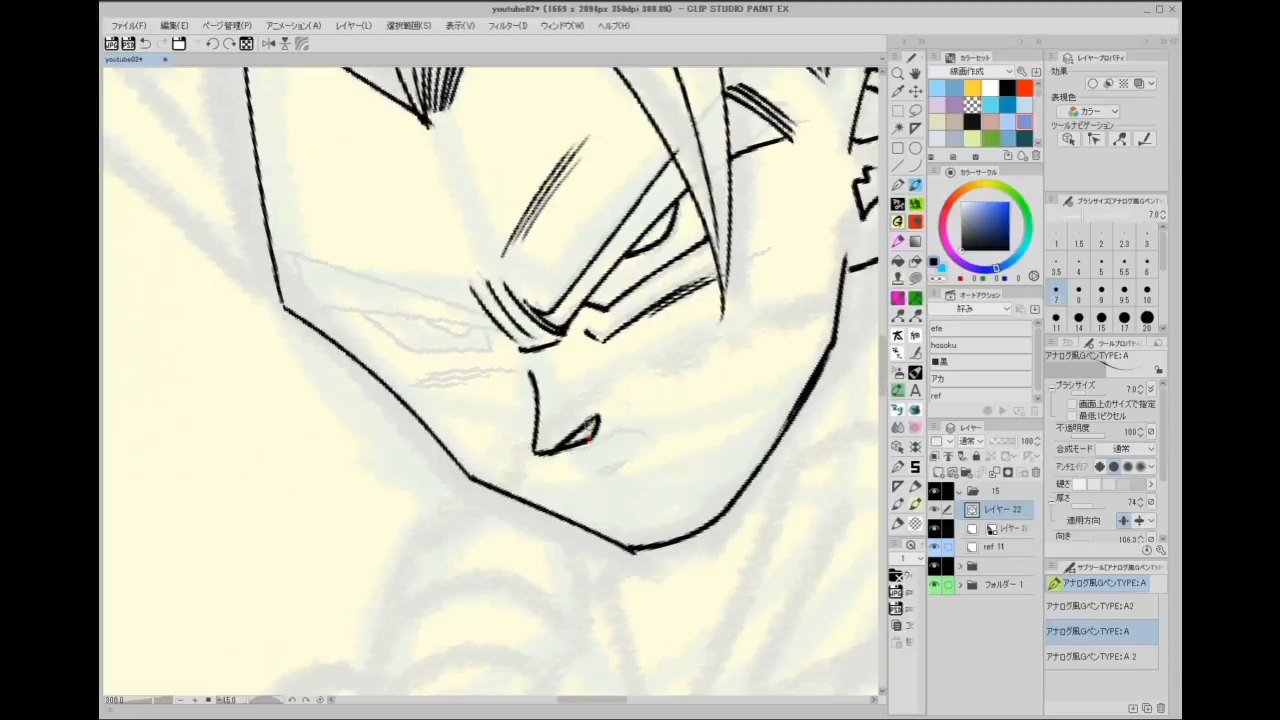 youtube02* (1669 x 2094px 350dpi 300.0%) - CLIP STUDIO PAINT EX
ファイル(F) 編集(E) ページ管理(P) アニメーション(A) レイヤー(L) 選択範囲(S) 表示(V) フィルター(I) ウィンドウ(W) ヘルプ(H)
youtube02*
カラーセット
線画作成
カラーサークル
0 0 0
オートアクション
好み
efe
hosoku
■黒
アカ
ref
レイヤー
通常 100
15
レイヤー 22
ref 11
フォルダー 1
レイヤープロパティ
効果
表現色
カラー
ツールナビゲーション
ブラシサイズ[アナログ風
7.0
1 1.5 2 2.3 3
3.5 4 5 5.5 6
7 8 9 9.5 10
11 14 15 17 20
ツールプロパティ
アナログ風GペンTYPE:A
ブラシサイズ 7.0
画面上のサイズで指定
最低1ピクセル
不透明度 100
合成モード 通常
アンチエイリアス
硬さ
厚さ 74
適用方向
向き 106.3
サブツール[アナログ風GペンTYPE
アナログ風GペンTYPE:A
アナログ風GペンTYPE:A2
アナログ風GペンTYPE:A
アナログ風GペンTYPE:A 2
300.0 -45.0